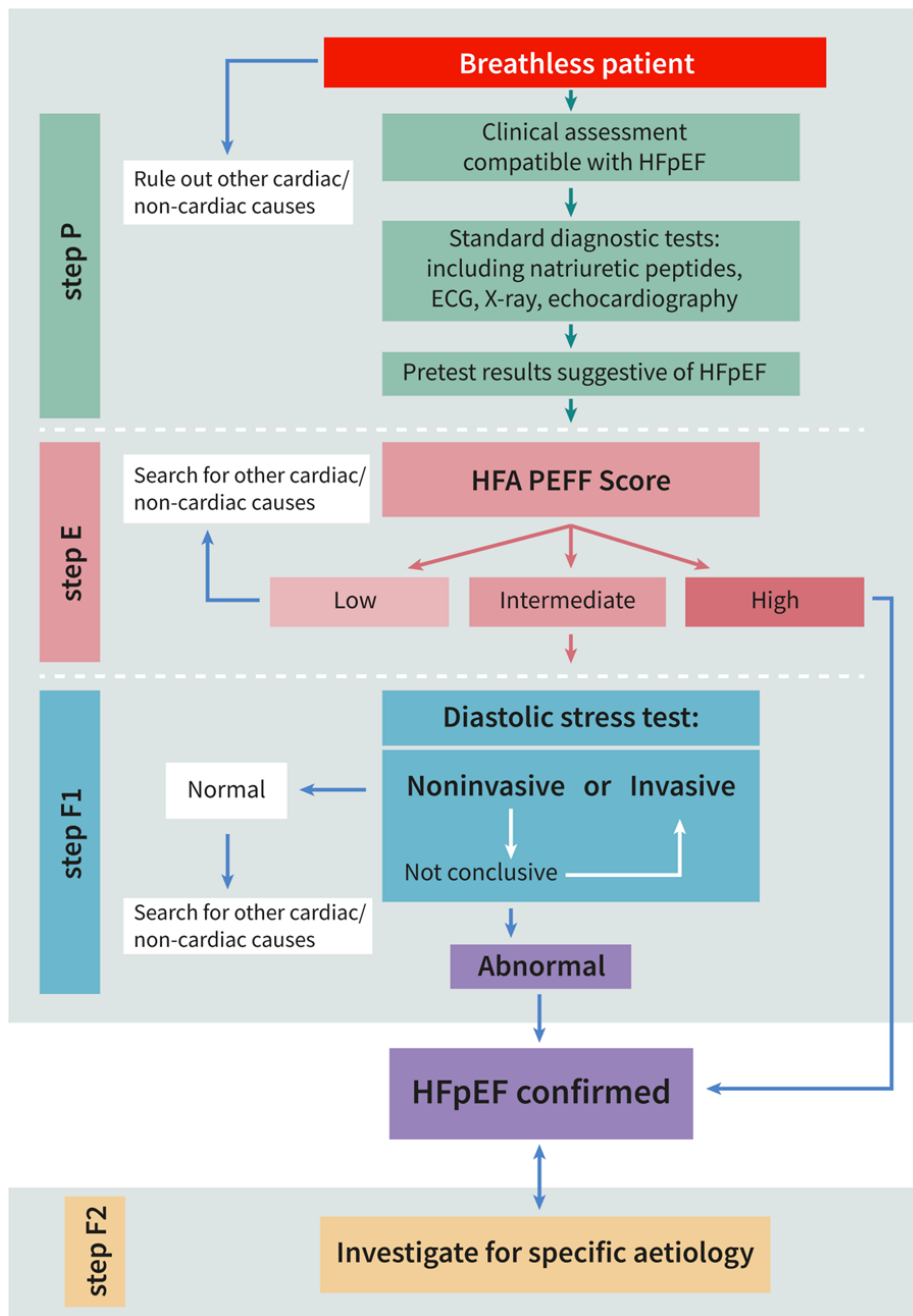 Breathless patient
step P
Clinical assessment
compatible with HFpEF
Rule out other cardiac/
non-cardiac causes
Standard diagnostic tests:
including natriuretic peptides,
ECG, X-ray, echocardiography
Pretest results suggestive of HFpEF
step E
Search for other cardiac/
non-cardiac causes
HFA PEFF Score
Low
Intermediate
High
step F1
Diastolic stress test:
Noninvasive or Invasive
Normal
Not conclusive
Search for other cardiac/
non-cardiac causes
Abnormal
HFpEF confirmed
step F2
Investigate for specific aetiology